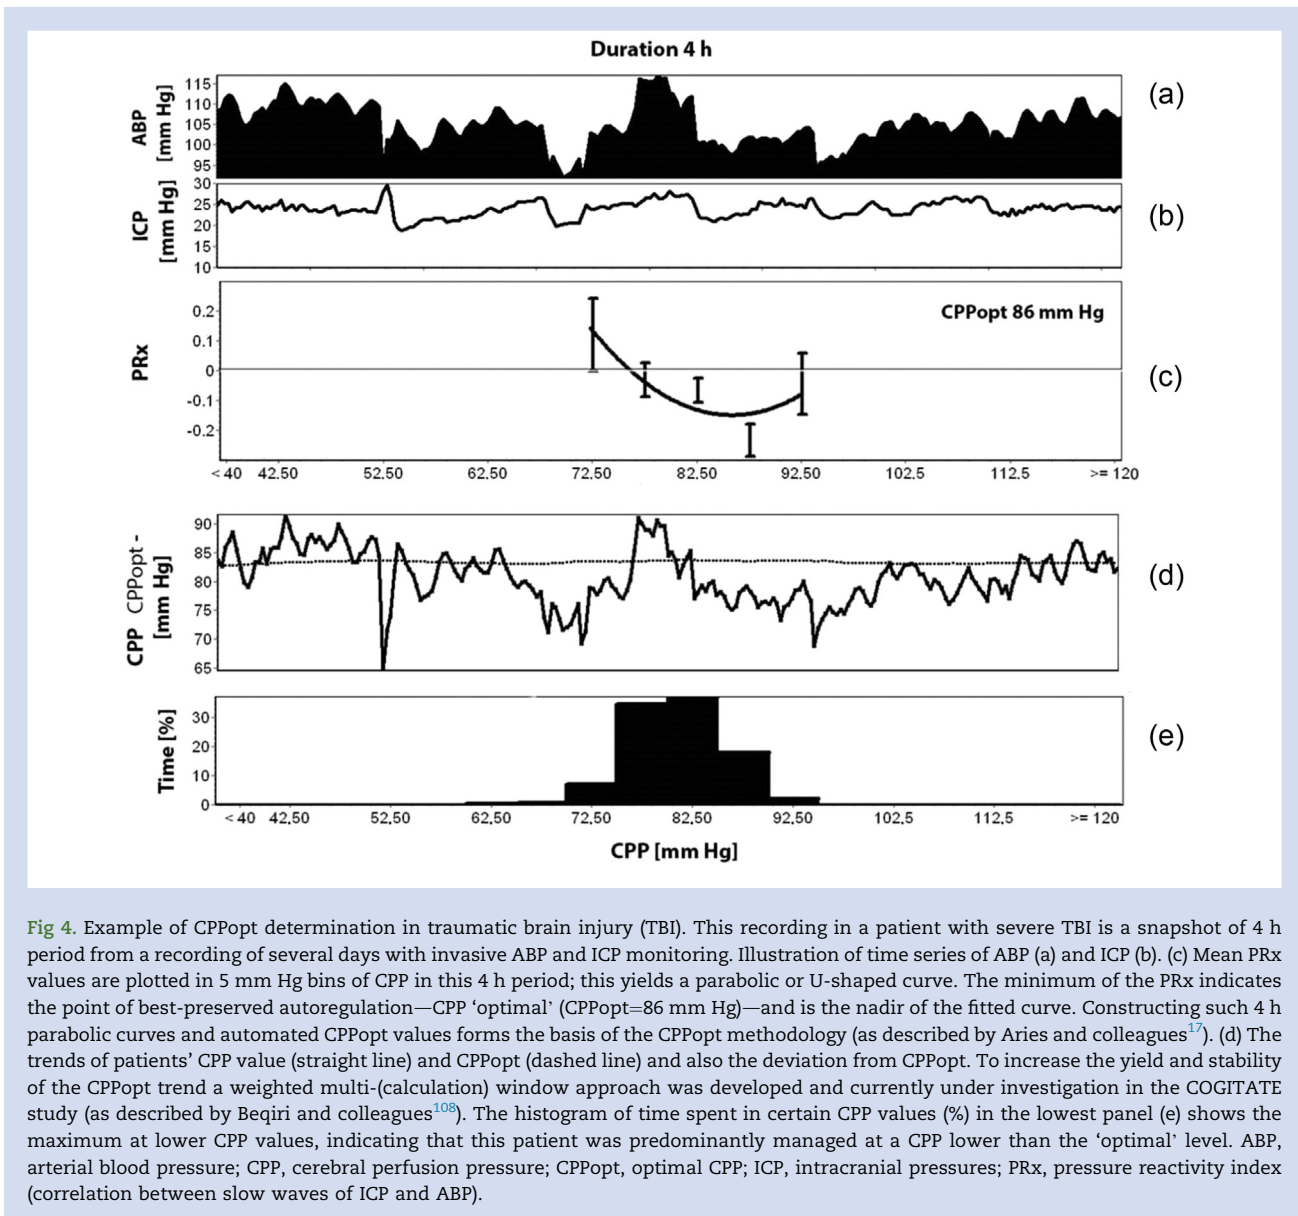 Duration 4 h
ABP
[mm Hg]
115
110
105
100
95
(a)
ICP
[mm Hg]
30
25
20
15
10
(b)
PRx
0.2
0.1
0
-0.1
-0.2
CPPopt 86 mm Hg
(c)
< 40 42,50 52,50 62,50 72,50 82,50 92,50 102,5 112,5 >= 120
CPP CPPopt -
[mm Hg]
90
85
80
75
70
65
(d)
Time [%]
30
20
10
0
(e)
< 40 42,50 52,50 62,50 72,50 82,50 92,50 102,5 112,5 >= 120
CPP [mm Hg]
Fig 4. Example of CPPopt determination in traumatic brain injury (TBI). This recording in a patient with severe TBI is a snapshot of 4 h
period from a recording of several days with invasive ABP and ICP monitoring. Illustration of time series of ABP (a) and ICP (b). (c) Mean PRx
values are plotted in 5 mm Hg bins of CPP in this 4 h period; this yields a parabolic or U-shaped curve. The minimum of the PRx indicates
the point of best-preserved autoregulation—CPP ‘optimal’ (CPPopt=86 mm Hg)—and is the nadir of the fitted curve. Constructing such 4 h
parabolic curves and automated CPPopt values forms the basis of the CPPopt methodology (as described by Aries and colleagues17). (d) The
trends of patients’ CPP value (straight line) and CPPopt (dashed line) and also the deviation from CPPopt. To increase the yield and stability
of the CPPopt trend a weighted multi-(calculation) window approach was developed and currently under investigation in the COGITATE
study (as described by Beqiri and colleagues108). The histogram of time spent in certain CPP values (%) in the lowest panel (e) shows the
maximum at lower CPP values, indicating that this patient was predominantly managed at a CPP lower than the ‘optimal’ level. ABP,
arterial blood pressure; CPP, cerebral perfusion pressure; CPPopt, optimal CPP; ICP, intracranial pressures; PRx, pressure reactivity index
(correlation between slow waves of ICP and ABP).